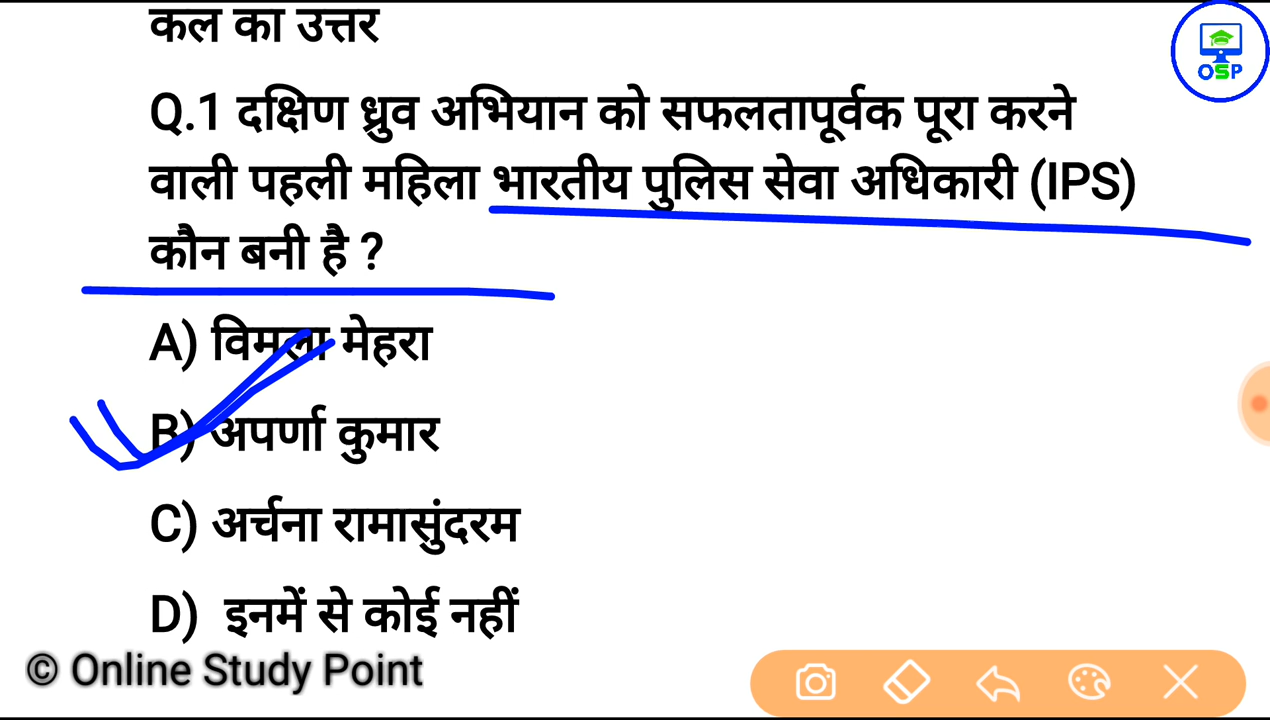 कल का उत्तर
OSP
Q.1 दक्षिण ध्रुव अभियान को सफलतापूर्वक पूरा करने
वाली पहली महिला भारतीय पुलिस सेवा अधिकारी (IPS)
कौन बनी है ?
A) विमला मेहरा
B) अपर्णा कुमार
C) अर्चना रामासुंदरम
D) इनमें से कोई नहीं
© Online Study Point